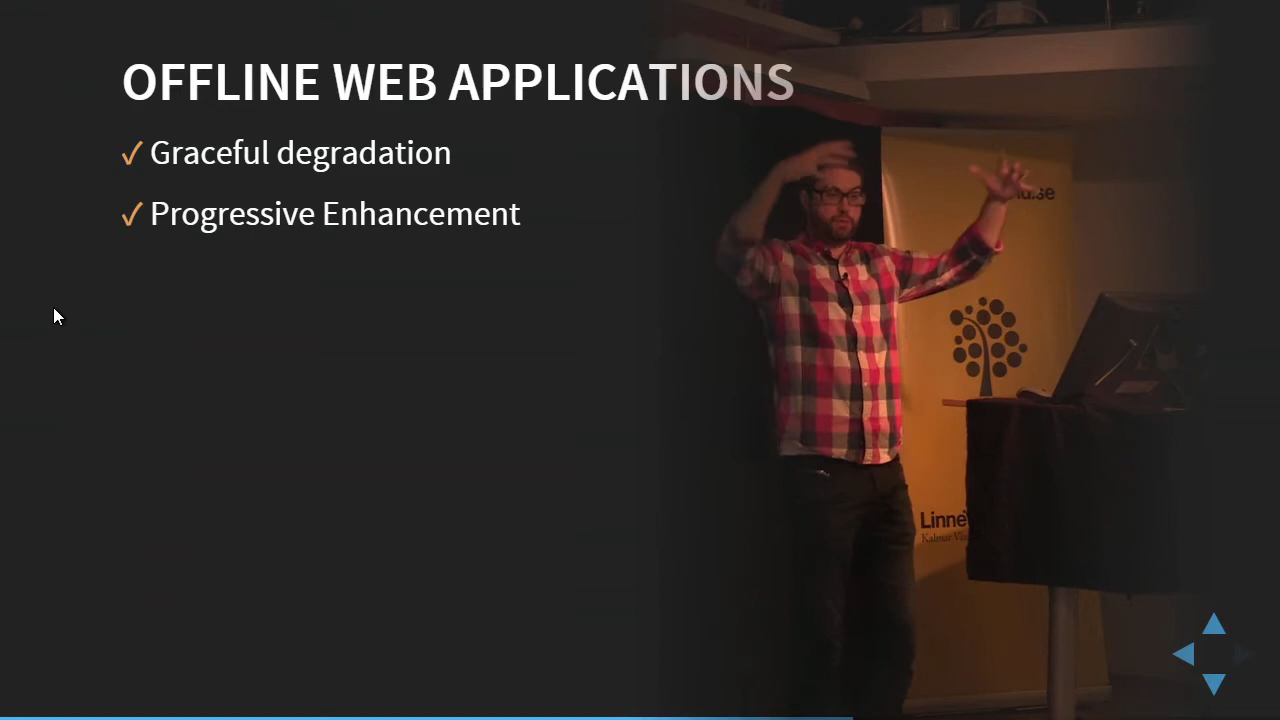 OFFLINE WEB APPLICATIONS
✓ Graceful degradation
✓ Progressive Enhancement